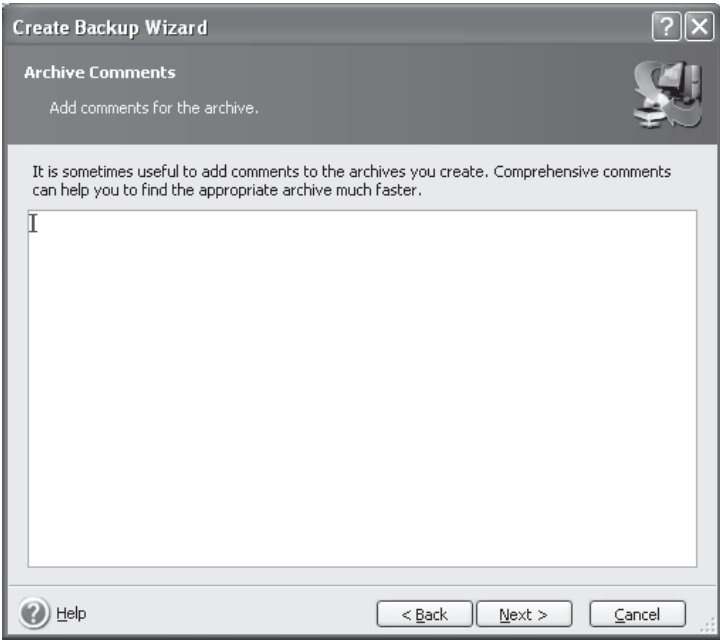 Create Backup Wizard
Archive Comments
Add comments for the archive.
It is sometimes useful to add comments to the archives you create. Comprehensive comments
can help you to find the appropriate archive much faster.
Help
< Back
Next >
Cancel